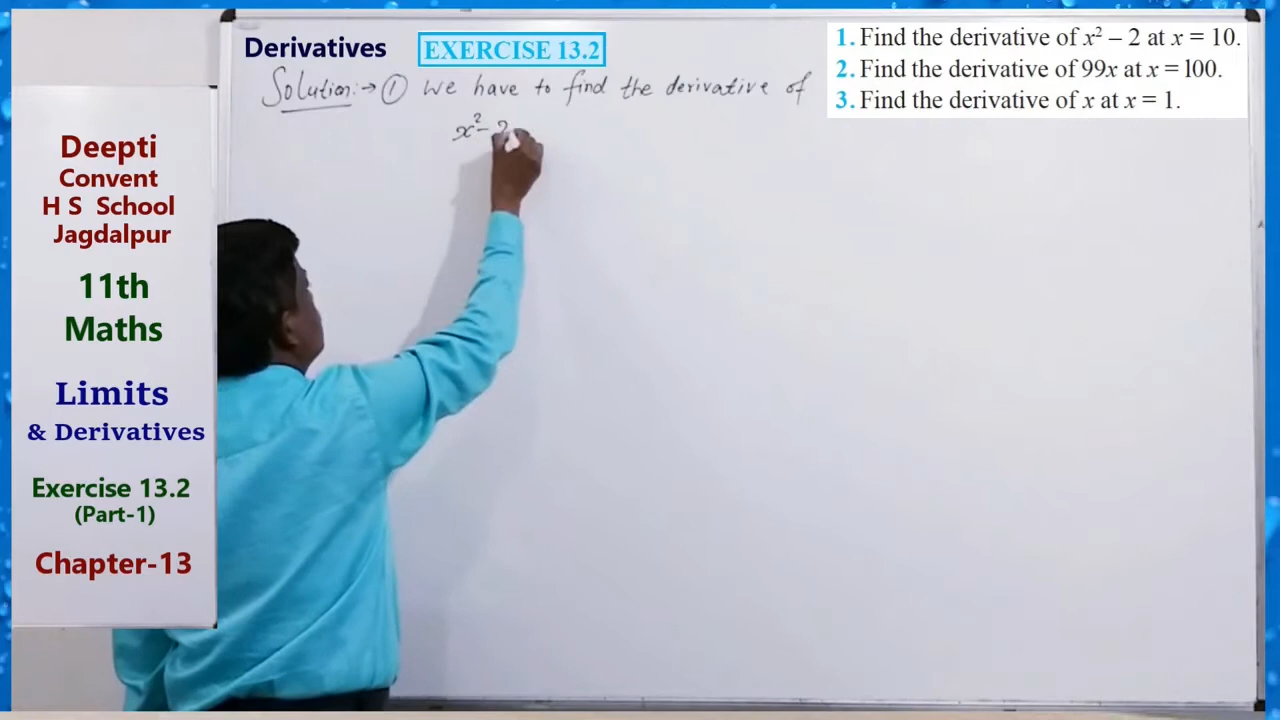 Derivatives EXERCISE 13.2
Solution:→ ① We have to find the derivative of
x² – 2
1. Find the derivative of x² – 2 at x = 10.
2. Find the derivative of 99x at x = 100.
3. Find the derivative of x at x = 1.
Deepti
Convent
H S School
Jagdalpur
11th
Maths
Limits
& Derivatives
Exercise 13.2
(Part-1)
Chapter-13